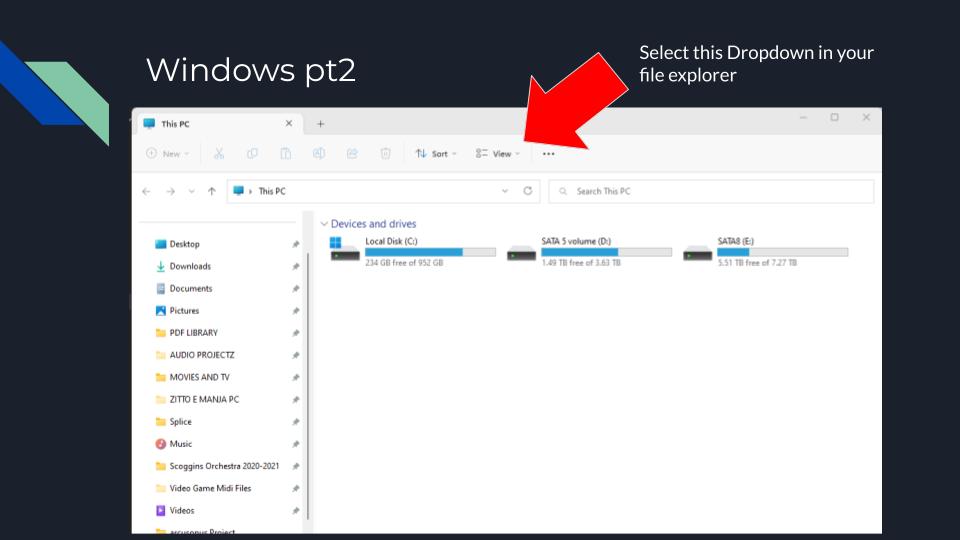 Windows pt2
Select this Dropdown in your
file explorer
This PC
New
Sort
View
This PC
Search This PC
Devices and drives
Desktop
Downloads
Documents
Pictures
PDF LIBRARY
AUDIO PROJECTZ
MOVIES AND TV
ZITTO E MANJA PC
Splice
Music
Scoggins Orchestra 2020-2021
Video Game Midi Files
Videos
Local Disk (C:)
234 GB free of 952 GB
SATA 5 volume (D:)
1.49 TB free of 3.63 TB
SATA8 (E:)
5.51 TB free of 7.27 TB